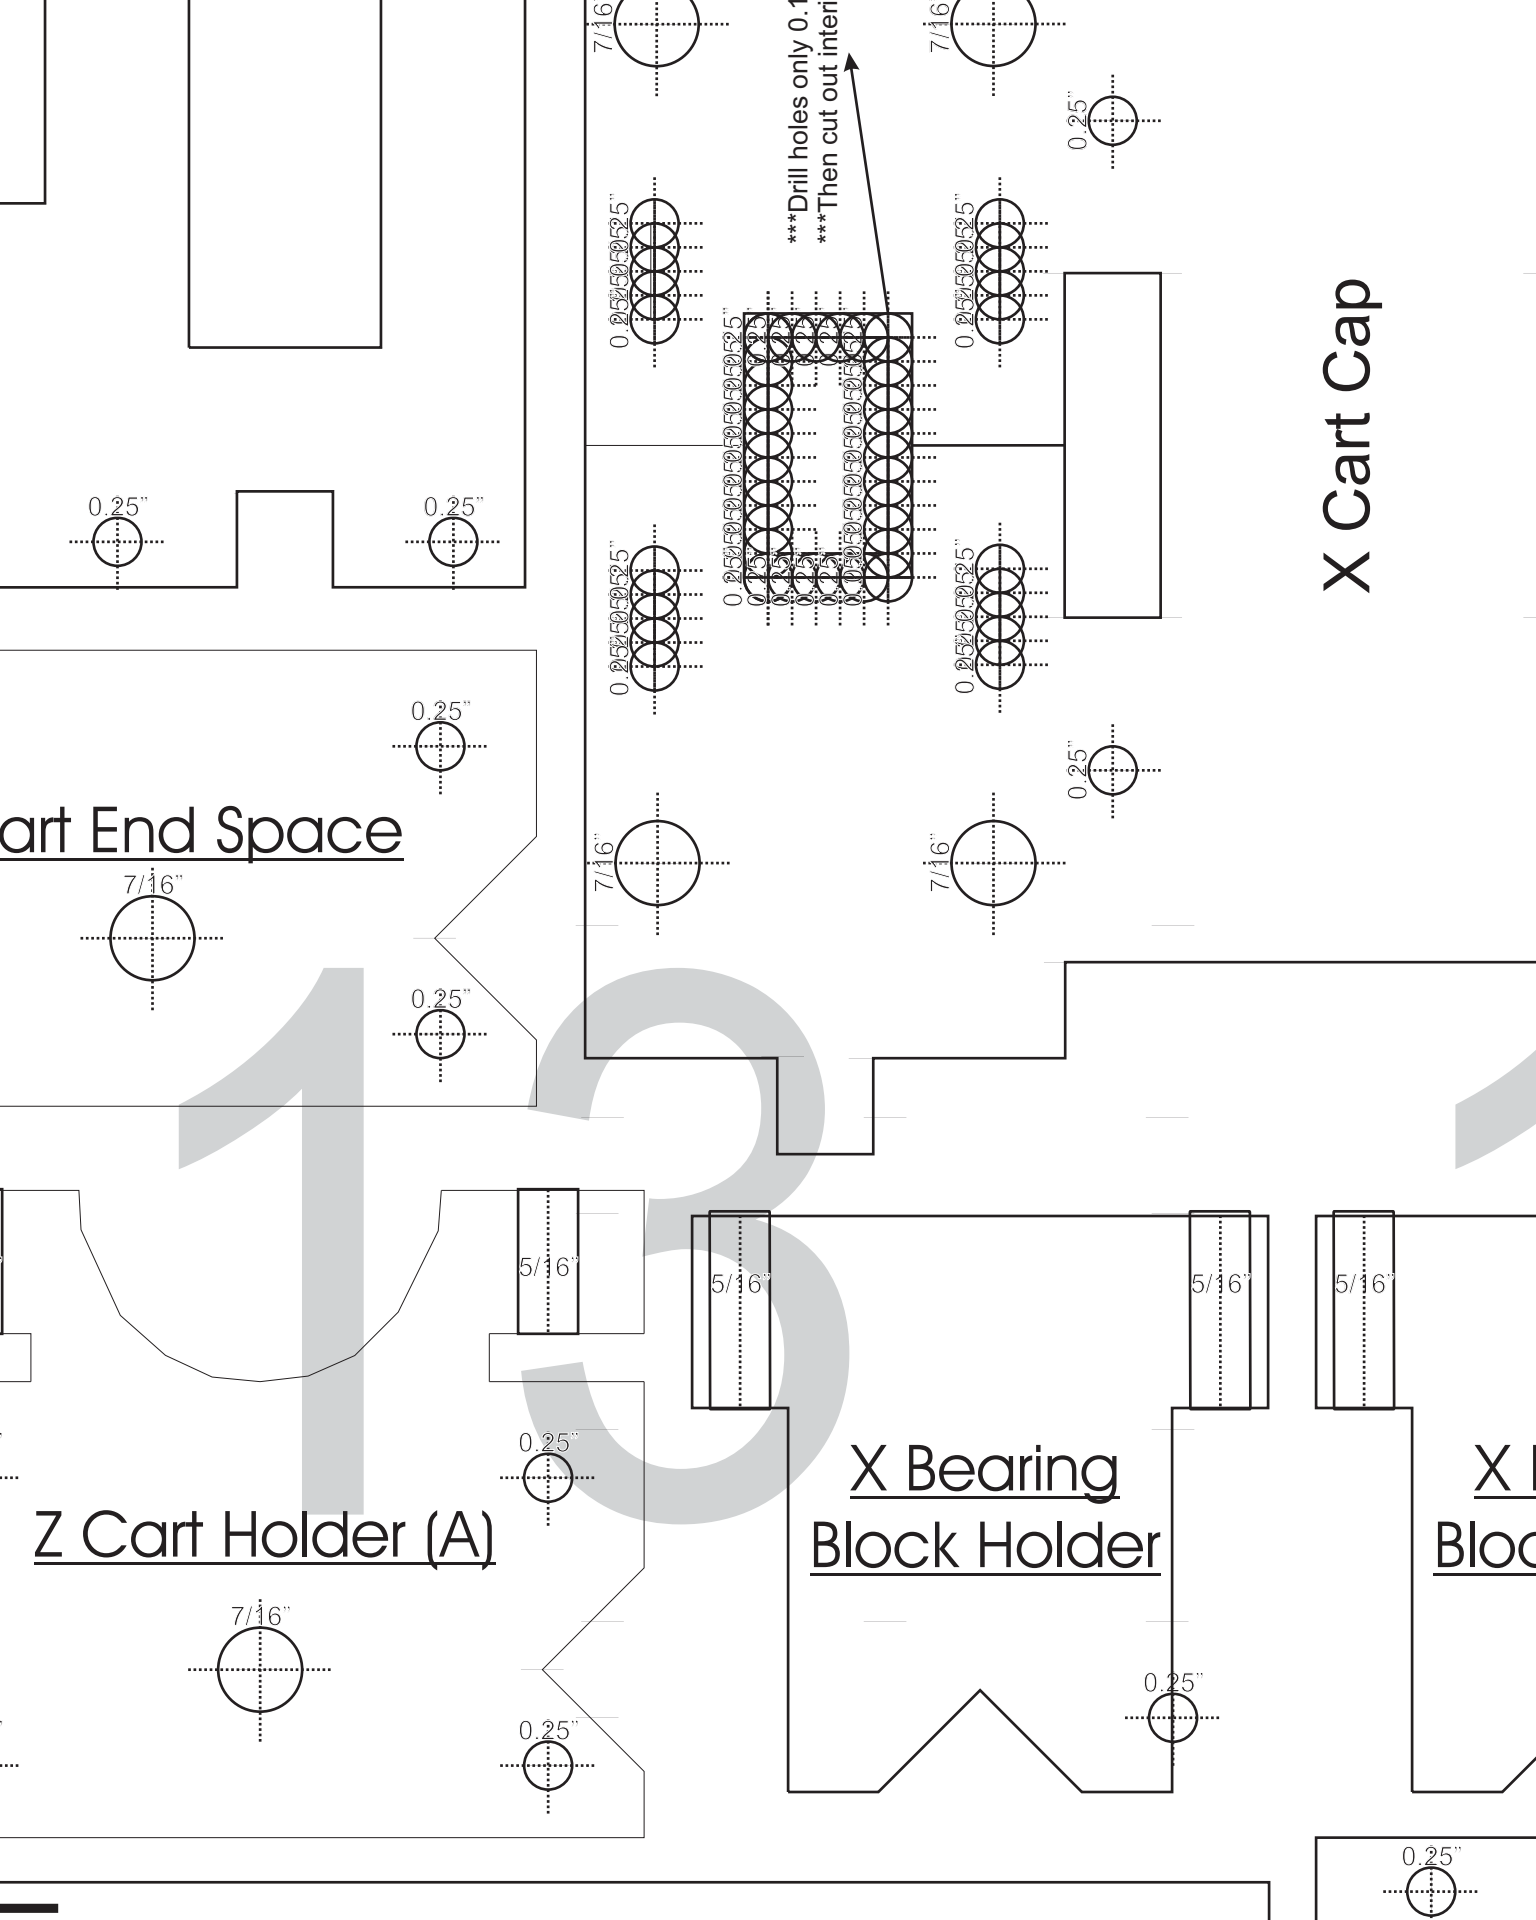 7/16"
7/16"
***Drill holes only 0.1
***Then cut out interi
0.25"
X Cart Cap
0.25"
0.25"
0.25"
art End Space
7/16"
0.25"
0.25"
7/16"
7/16"
13
5/16"
5/16"
5/16"
5/16"
0.25"
Z Cart Holder (A)
7/16"
0.25"
X Bearing
Block Holder
0.25"
X
Bloc
0.25"